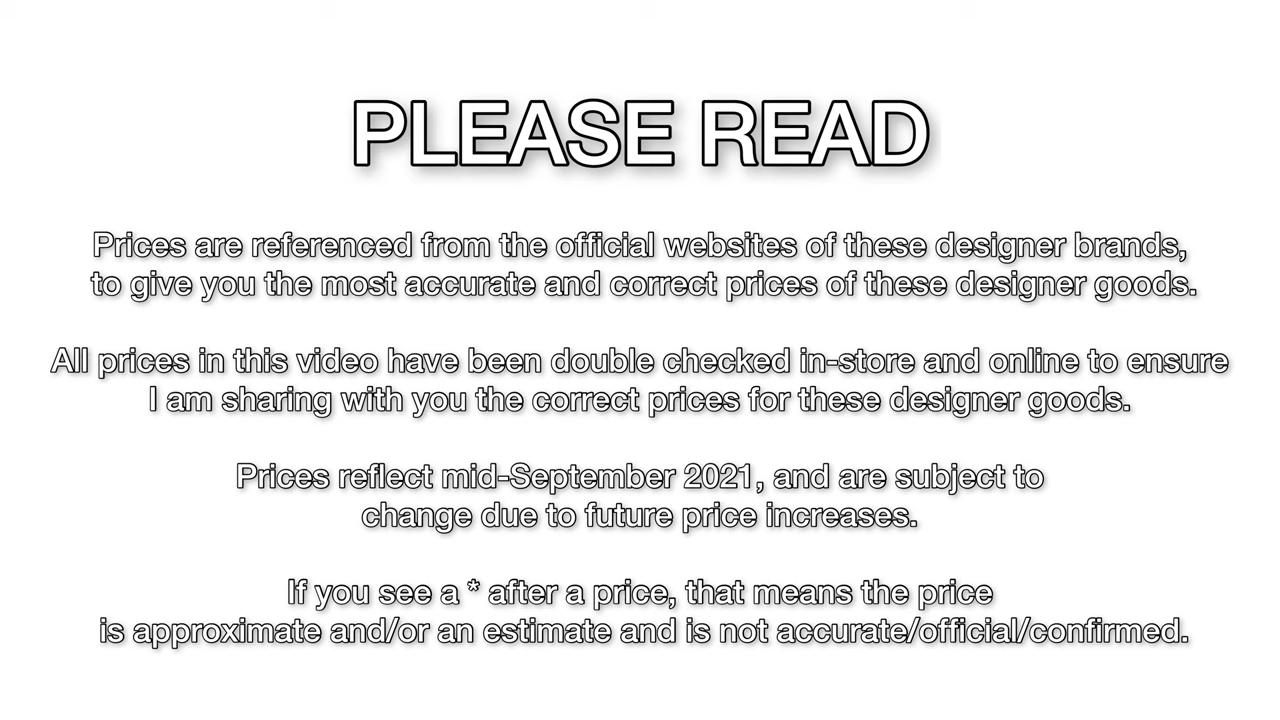 PLEASE READ
Prices are referenced from the official websites of these designer brands,
to give you the most accurate and correct prices of these designer goods.
All prices in this video have been double checked in-store and online to ensure
I am sharing with you the correct prices for these designer goods.
Prices reflect mid-September 2021, and are subject to
change due to future price increases.
If you see a * after a price, that means the price
is approximate and/or an estimate and is not accurate/official/confirmed.